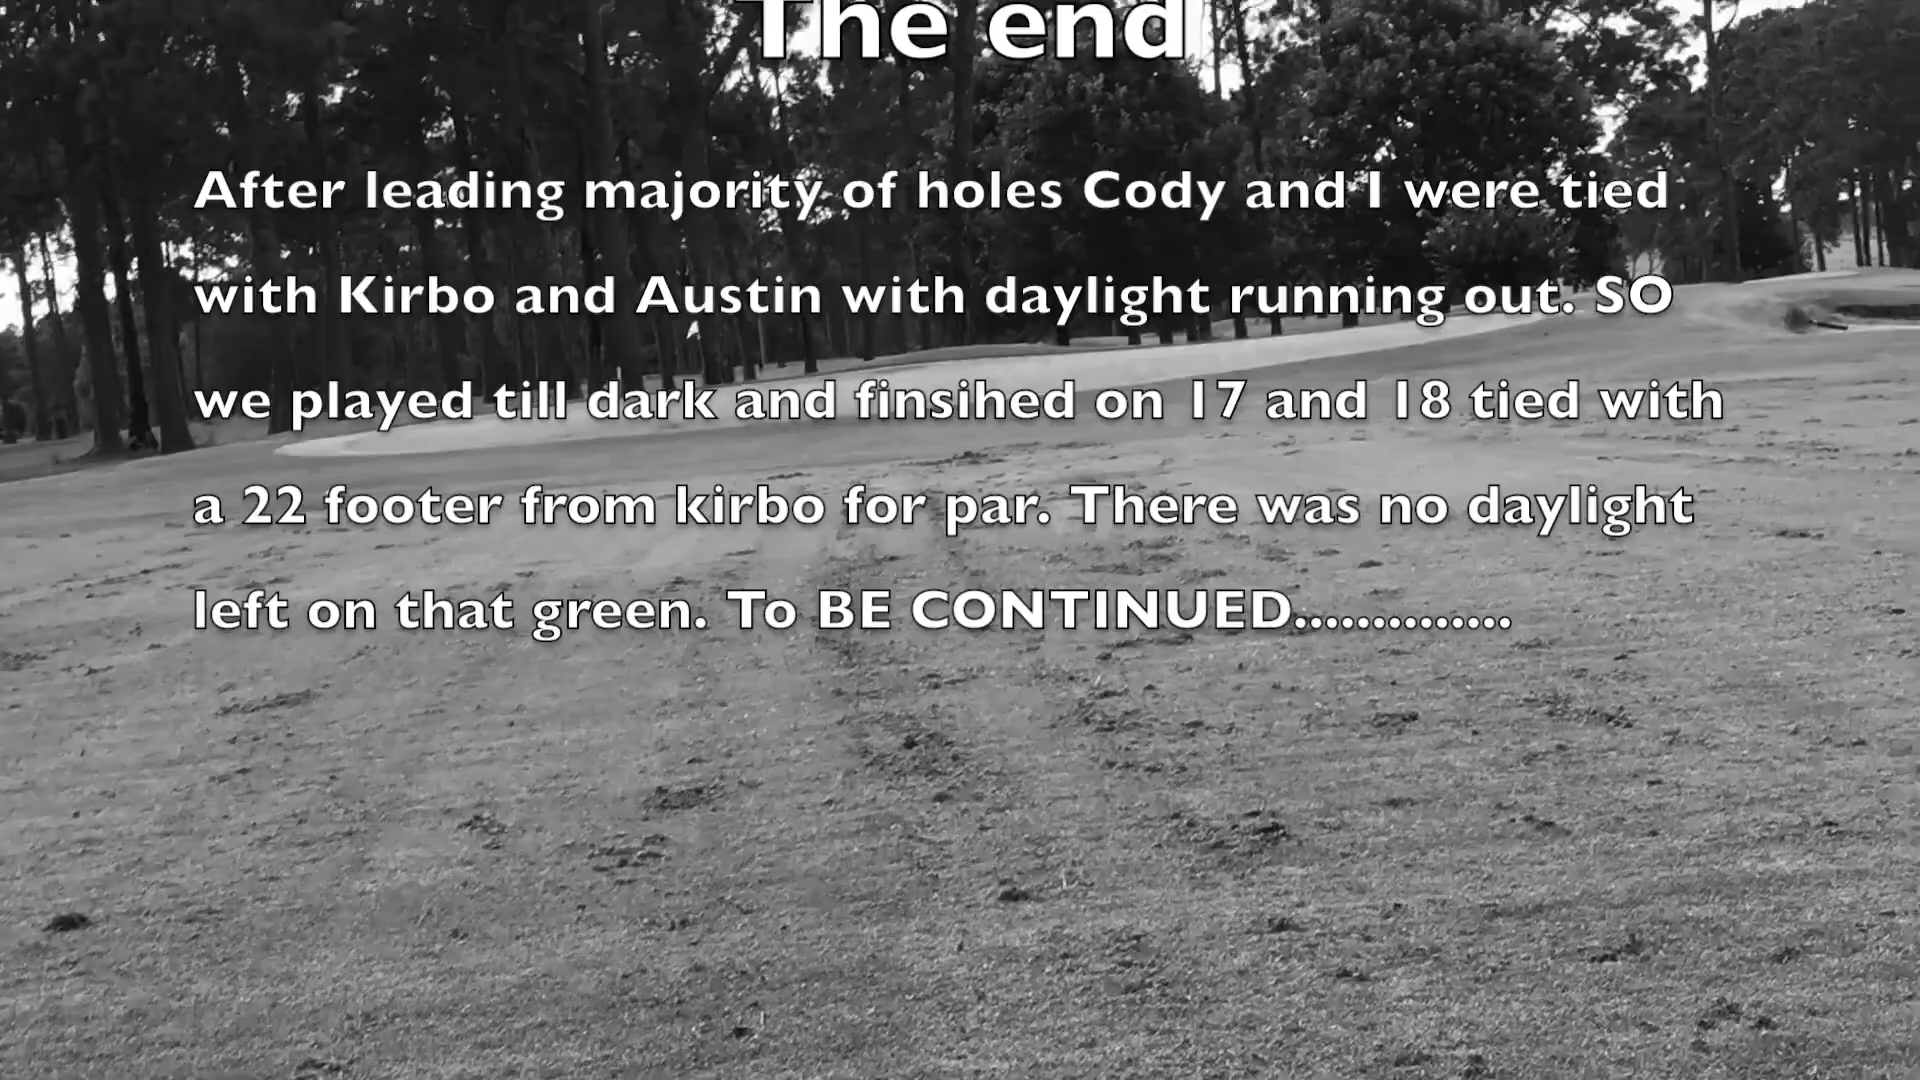 The end
After leading majority of holes Cody and I were tied
with Kirbo and Austin with daylight running out. SO
we played till dark and finsihed on 17 and 18 tied with
a 22 footer from kirbo for par. There was no daylight
left on that green. To BE CONTINUED..............